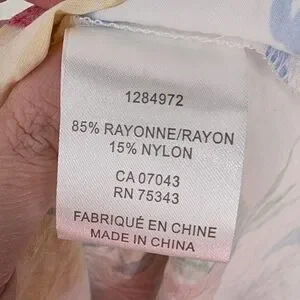 1284972
85% RAYONNE/RAYON
15% NYLON
CA 07043
RN 75343
FABRIQUÉ EN CHINE
MADE IN CHINA